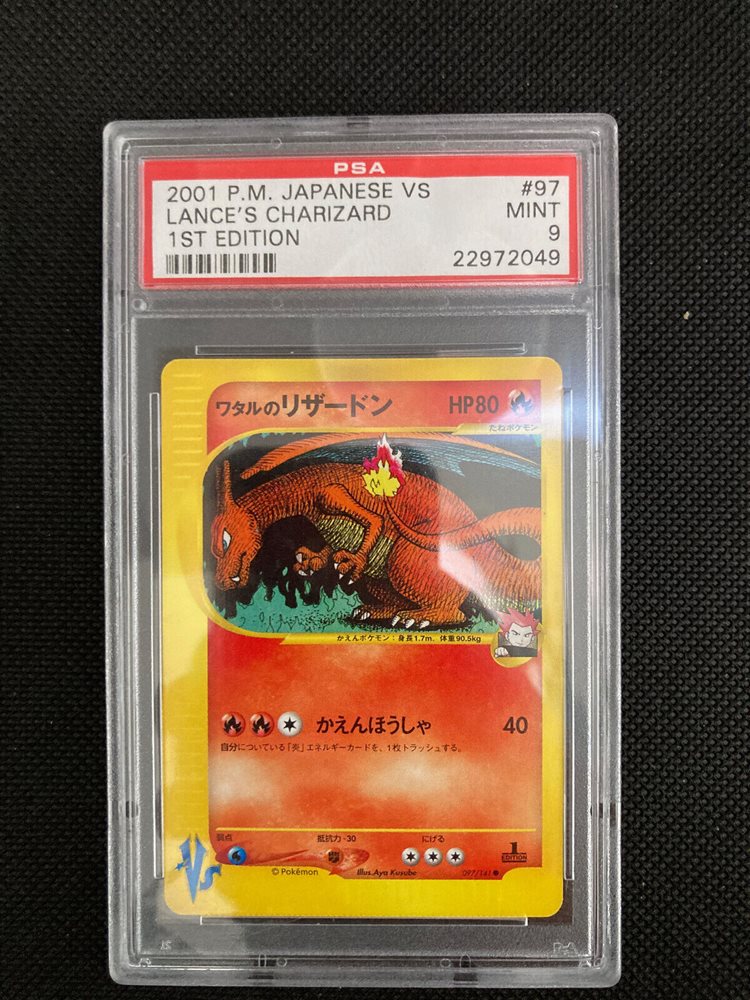 PSA
2001 P.M. JAPANESE VS #97
LANCE'S CHARIZARD MINT
1ST EDITION 9
22972049
ワタルのリザードン HP80
たねポケモン
かえんポケモン：身長1.7m、体重90.5kg
かえんほうしゃ 40
自分についている「炎」エネルギーカードを、1枚トラッシュする。
弱点 抵抗力-30 にげる
1
EDITION
VS
©Pokémon Illus.Aya Kusube 097/141●